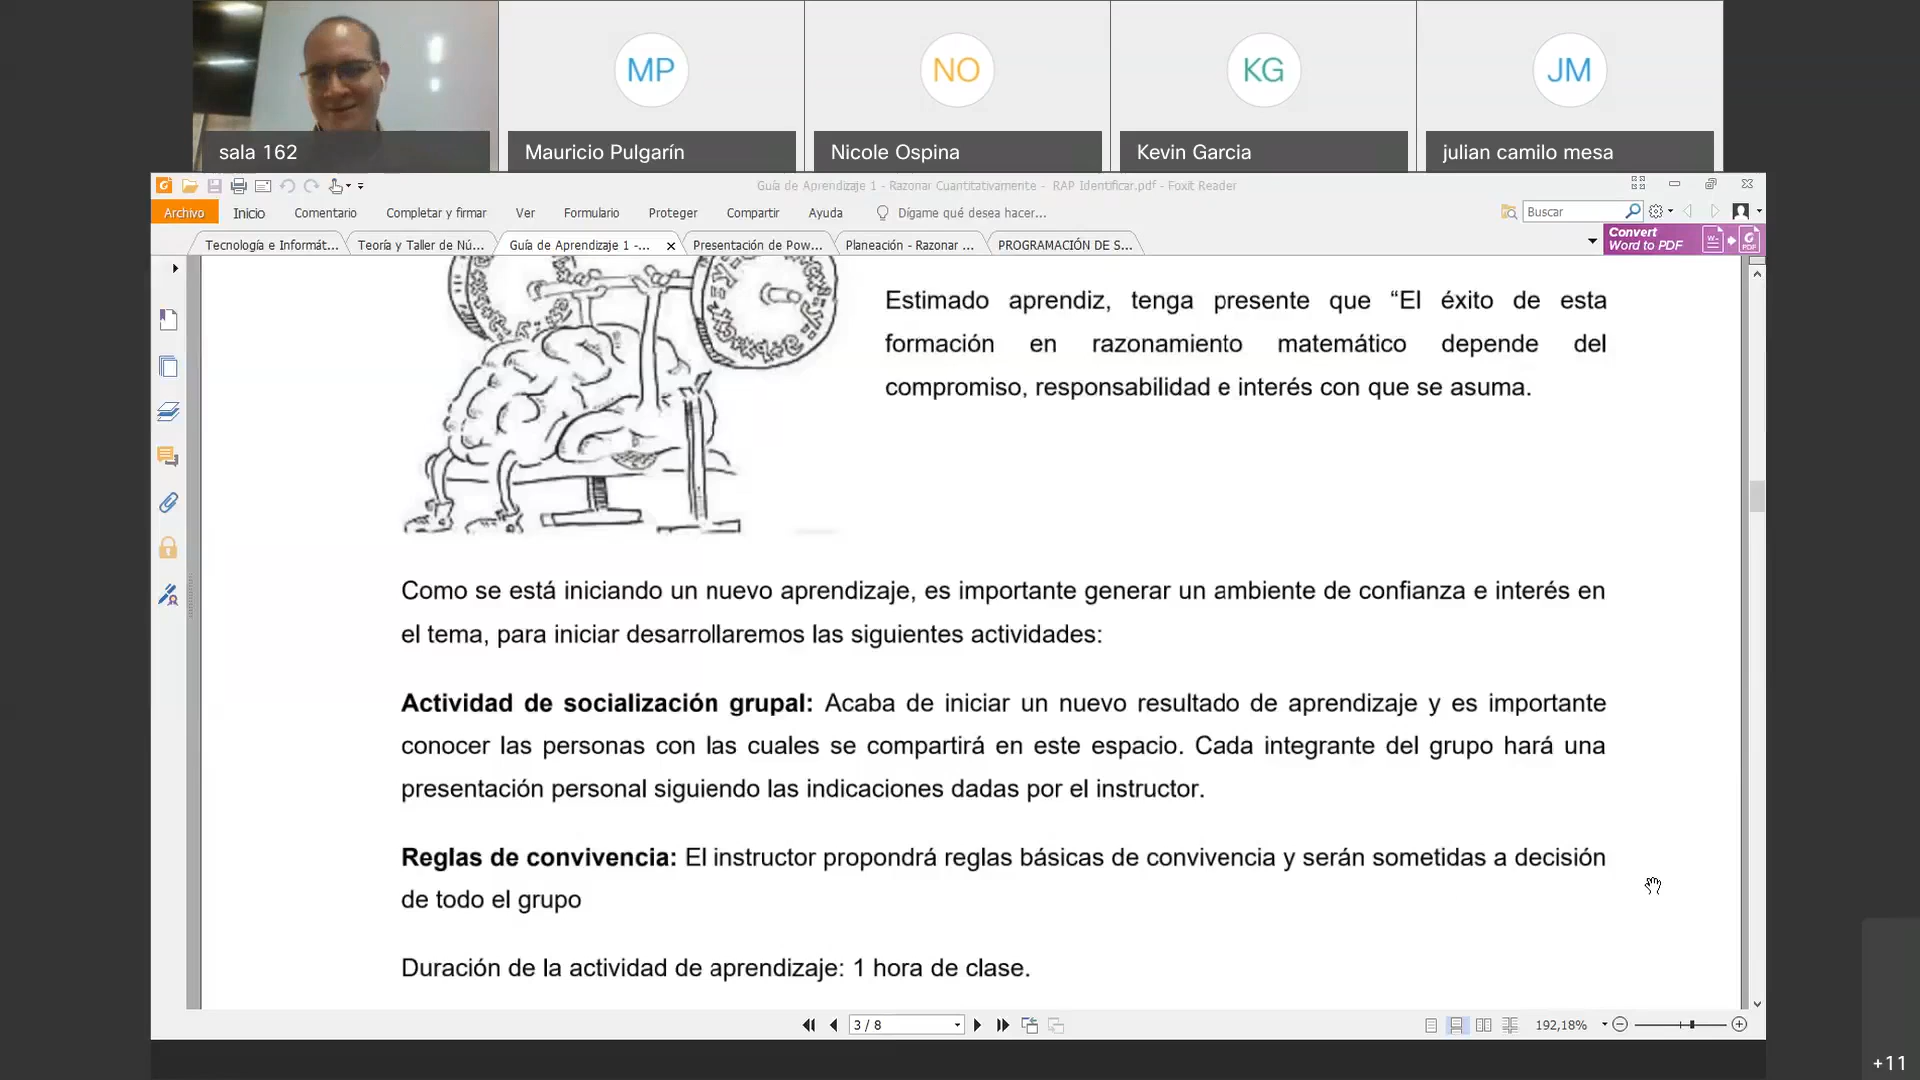 MP
NO
KG
JM
sala 162
Mauricio Pulgarín
Nicole Ospina
Kevin Garcia
julian camilo mesa
Guía de Aprendizaje 1 - Razonar Cuantitativamente - RAP Identificar.pdf - Foxit Reader
Archivo
Inicio
Comentario
Completar y firmar
Ver
Formulario
Proteger
Compartir
Ayuda
Dígame qué desea hacer...
Buscar
Tecnología e Informát...
Teoría y Taller de Nú...
Guía de Aprendizaje 1 -...
Presentación de Pow...
Planeación - Razonar ...
PROGRAMACIÓN DE S...
Convert
Word to PDF
Estimado aprendiz, tenga presente que “El éxito de esta
formación en razonamiento matemático depende del
compromiso, responsabilidad e interés con que se asuma.
Como se está iniciando un nuevo aprendizaje, es importante generar un ambiente de confianza e interés en
el tema, para iniciar desarrollaremos las siguientes actividades:
Actividad de socialización grupal: Acaba de iniciar un nuevo resultado de aprendizaje y es importante
conocer las personas con las cuales se compartirá en este espacio. Cada integrante del grupo hará una
presentación personal siguiendo las indicaciones dadas por el instructor.
Reglas de convivencia: El instructor propondrá reglas básicas de convivencia y serán sometidas a decisión
de todo el grupo
Duración de la actividad de aprendizaje: 1 hora de clase.
3 / 8
192,18%
+11